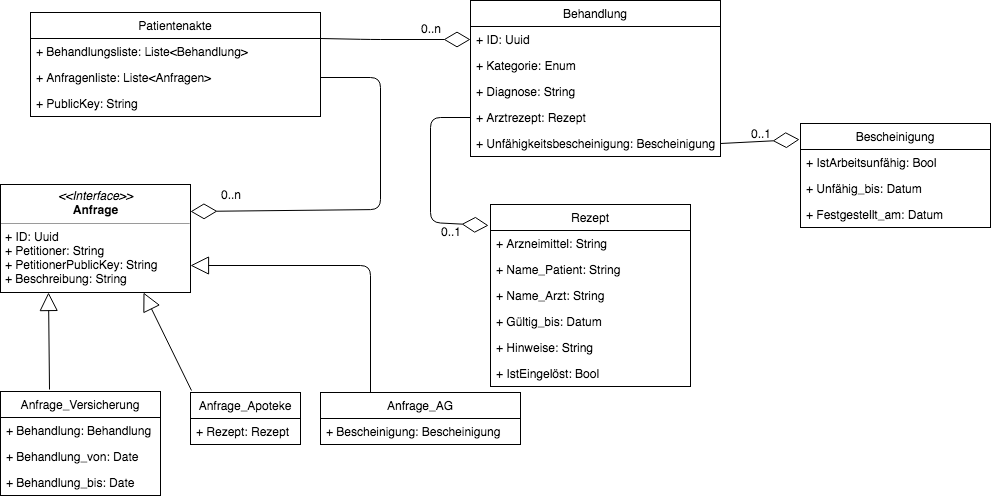 Patientenakte
+ Behandlungsliste: Liste<Behandlung>
+ Anfragenliste: Liste<Anfragen>
+ PublicKey: String
0..n
Behandlung
+ ID: Uuid
+ Kategorie: Enum
+ Diagnose: String
+ Arztrezept: Rezept
+ Unfähigkeitsbescheinigung: Bescheinigung
0..1
Bescheinigung
+ IstArbeitsunfähig: Bool
+ Unfähig_bis: Datum
+ Festgestellt_am: Datum
<<Interface>>
Anfrage
+ ID: Uuid
+ Petitioner: String
+ PetitionerPublicKey: String
+ Beschreibung: String
0..n
0..1
Rezept
+ Arzneimittel: String
+ Name_Patient: String
+ Name_Arzt: String
+ Gültig_bis: Datum
+ Hinweise: String
+ IstEingelöst: Bool
Anfrage_Versicherung
+ Behandlung: Behandlung
+ Behandlung_von: Date
+ Behandlung_bis: Date
Anfrage_Apoteke
+ Rezept: Rezept
Anfrage_AG
+ Bescheinigung: Bescheinigung